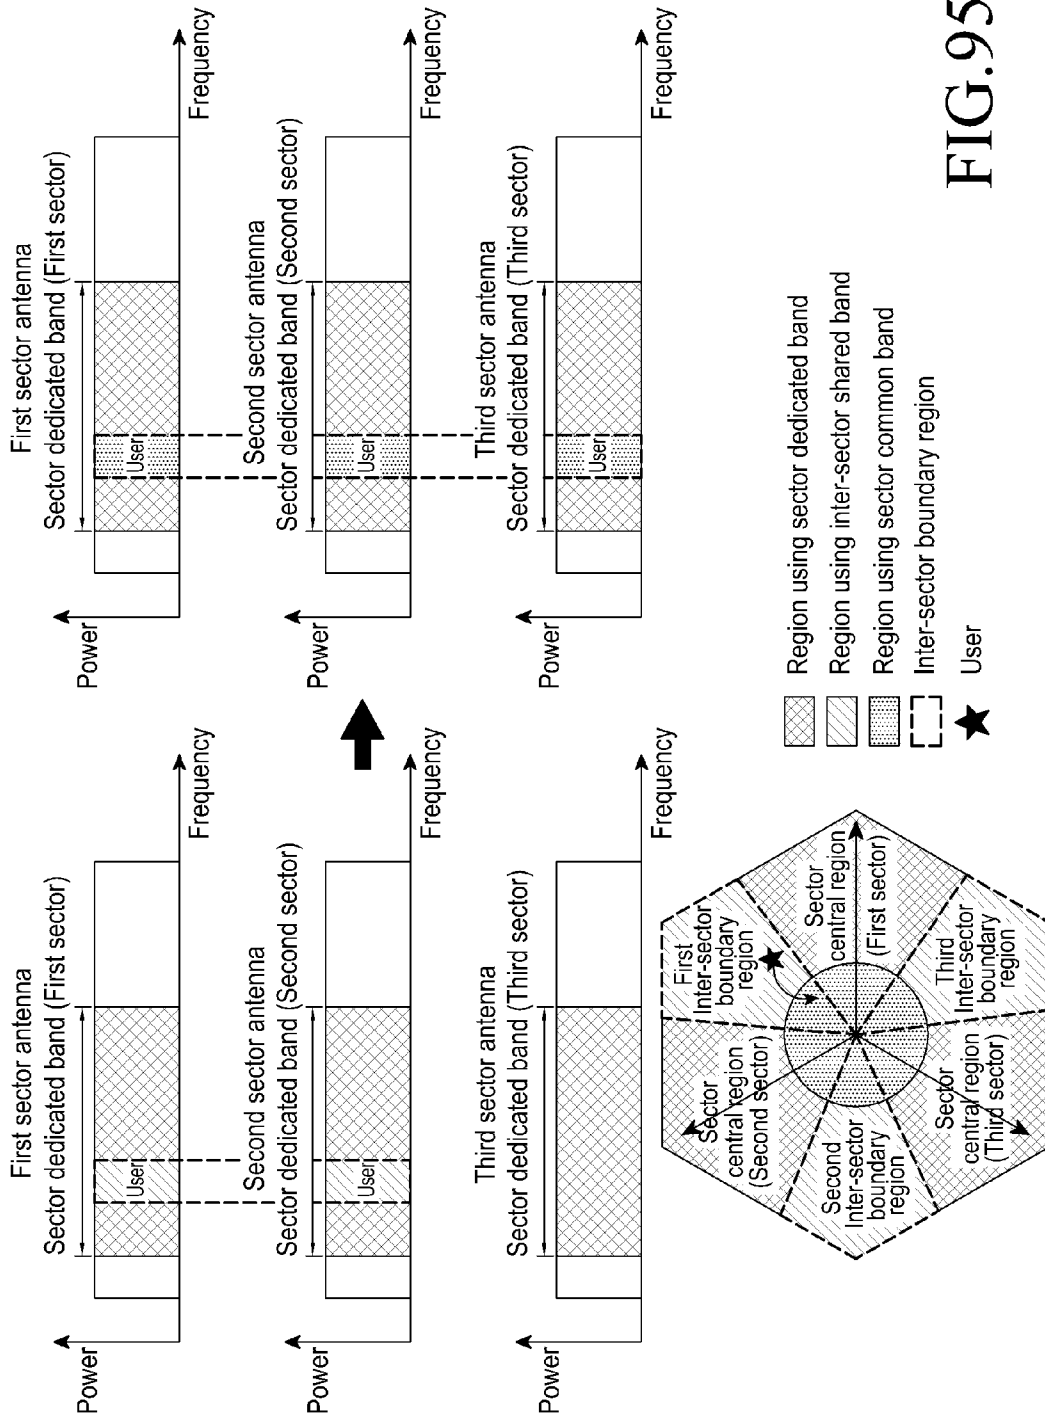 First sector antenna
Sector dedicated band (First sector)
Power
User
Frequency
Second sector antenna
Sector dedicated band (Second sector)
Power
User
Frequency
Third sector antenna
Sector dedicated band (Third sector)
Power
Frequency
First sector antenna
Sector dedicated band (First sector)
Power
User
Frequency
Second sector antenna
Sector dedicated band (Second sector)
Power
User
Frequency
Third sector antenna
Sector dedicated band (Third sector)
Power
User
Frequency
First
Inter-sector
boundary
region
Sector
central region
(Second sector)
Sector
central region
(First sector)
Second
Inter-sector
boundary
region
Sector
central region
(Third sector)
Third
Inter-sector
boundary
region
Region using sector dedicated band
Region using inter-sector shared band
Region using sector common band
Inter-sector boundary region
User
FIG.95